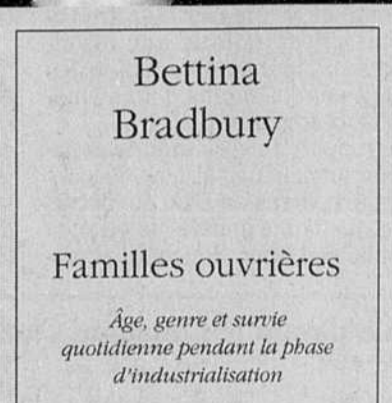 Bettina
Bradbury
Familles ouvrières
Âge, genre et survie
quotidienne pendant la phase
d'industrialisation